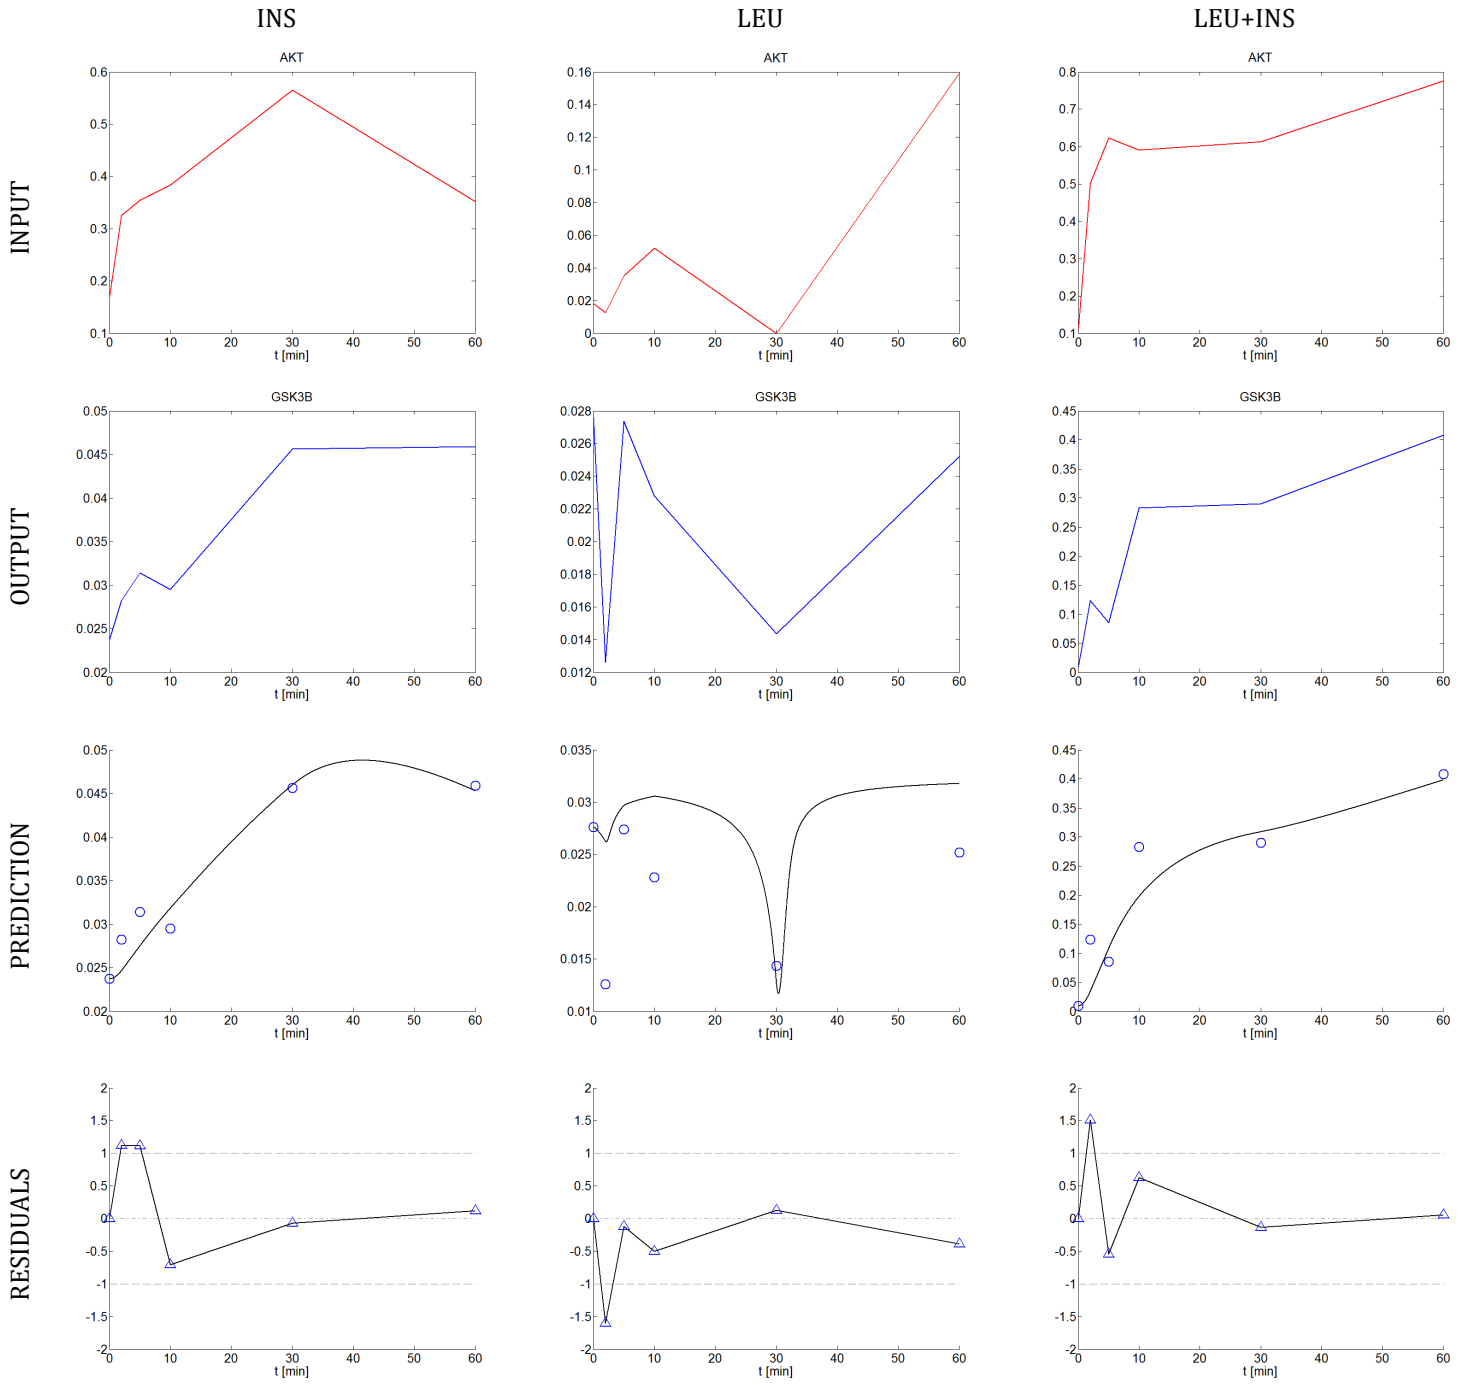 INS LEU LEU+INS
INPUT
AKT AKT AKT
0.6 0.16 0.8
0.14 0.7
0.5 0.12 0.6
0.4 0.1 0.5
0.08
0.3 0.06 0.4
0.04 0.3
0.2 0.02 0.2
0.1 0 0.1
0 10 20 30 40 50 60 0 10 20 30 40 50 60 0 10 20 30 40 50 60
t [min] t [min] t [min]
OUTPUT
GSK3B GSK3B GSK3B
0.05 0.028 0.45
0.045 0.026 0.4
0.04 0.024 0.35
0.022 0.3
0.035 0.02 0.25
0.03 0.018 0.2
0.016 0.15
0.025 0.014 0.1
0.05
0.02 0.012 0
0 10 20 30 40 50 60 0 10 20 30 40 50 60 0 10 20 30 40 50 60
t [min] t [min] t [min]
PREDICTION
0.05 0.035 0.45
0.045 0.03 0.4
0.04 0.35
0.025 0.3
0.035 0.25
0.03 0.02 0.2
0.15
0.025 0.015 0.1
0.05
0.02 0.01 0
0 10 20 30 40 50 60 0 10 20 30 40 50 60 0 10 20 30 40 50 60
t [min] t [min] t [min]
RESIDUALS
2 2 2
1.5 1.5 1.5
1 1 1
0.5 0.5 0.5
0 0 0
-0.5 -0.5 -0.5
-1 -1 -1
-1.5 -1.5 -1.5
-2 -2 -2
0 10 20 30 40 50 60 0 10 20 30 40 50 60 0 10 20 30 40 50 60
t [min] t [min] t [min]